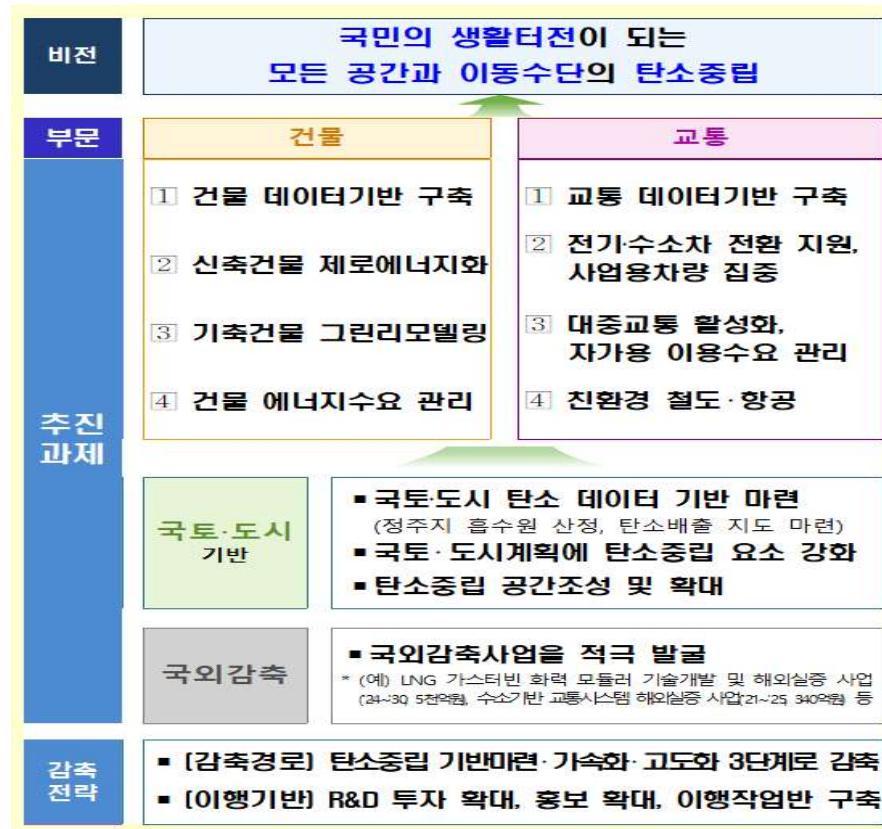 비전
국민의 생활터전이 되는
모든 공간과 이동수단의 탄소중립
부문
건물
교통
추진
과제
1 건물 데이터기반 구축
2 신축건물 제로에너지화
3 기축건물 그린리모델링
4 건물 에너지수요 관리
1 교통 데이터기반 구축
2 전기·수소차 전환 지원,
사업용차량 집중
3 대중교통 활성화,
자가용 이용수요 관리
4 친환경 철도·항공
국토·도시
기반
▪ 국토·도시 탄소 데이터 기반 마련
(정주지 흡수원 산정, 탄소배출 지도 마련)
▪ 국토·도시계획에 탄소중립 요소 강화
▪ 탄소중립 공간조성 및 확대
국외감축
▪ 국외감축사업을 적극 발굴
* (예) LNG 가스터빈 화력 모듈러 기술개발 및 해외실증 사업
('24~'30, 5천억원), 수소기반 교통시스템 해외실증 사업('21~'25, 340억원) 등
감축
전략
▪ (감축경로) 탄소중립 기반마련·가속화·고도화 3단계로 감축
▪ (이행기반) R&D 투자 확대, 홍보 확대, 이행작업반 구축